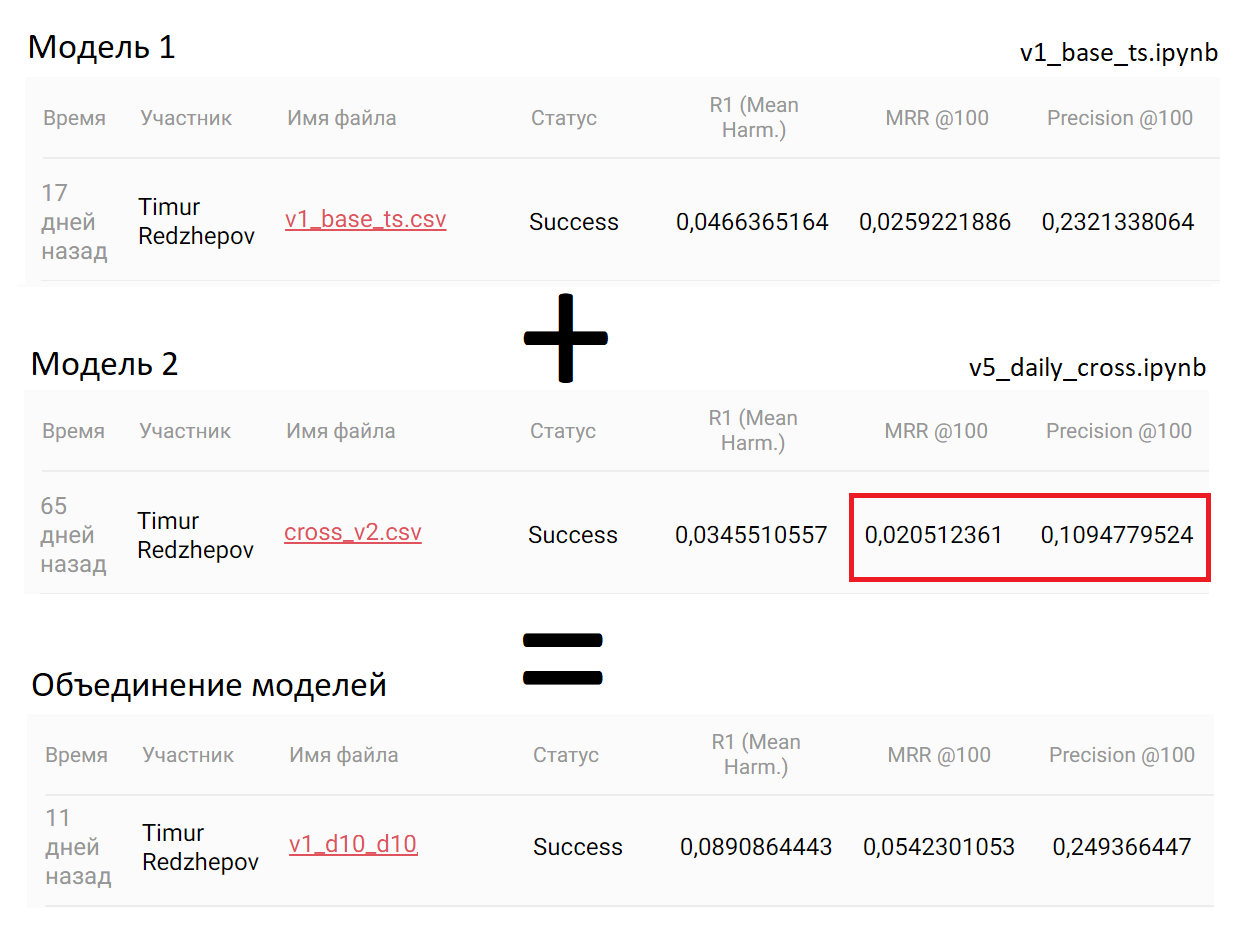 Модель 1
v1_base_ts.ipynb
Время Участник Имя файла Статус R1 (Mean Harm.) MRR @100 Precision @100
17 дней назад Timur Redzhepov v1_base_ts.csv Success 0,0466365164 0,0259221886 0,2321338064
+
Модель 2
v5_daily_cross.ipynb
Время Участник Имя файла Статус R1 (Mean Harm.) MRR @100 Precision @100
65 дней назад Timur Redzhepov cross_v2.csv Success 0,0345510557 0,020512361 0,1094779524
=
Объединение моделей
Время Участник Имя файла Статус R1 (Mean Harm.) MRR @100 Precision @100
11 дней назад Timur Redzhepov v1_d10_d10 Success 0,0890864443 0,0542301053 0,249366447